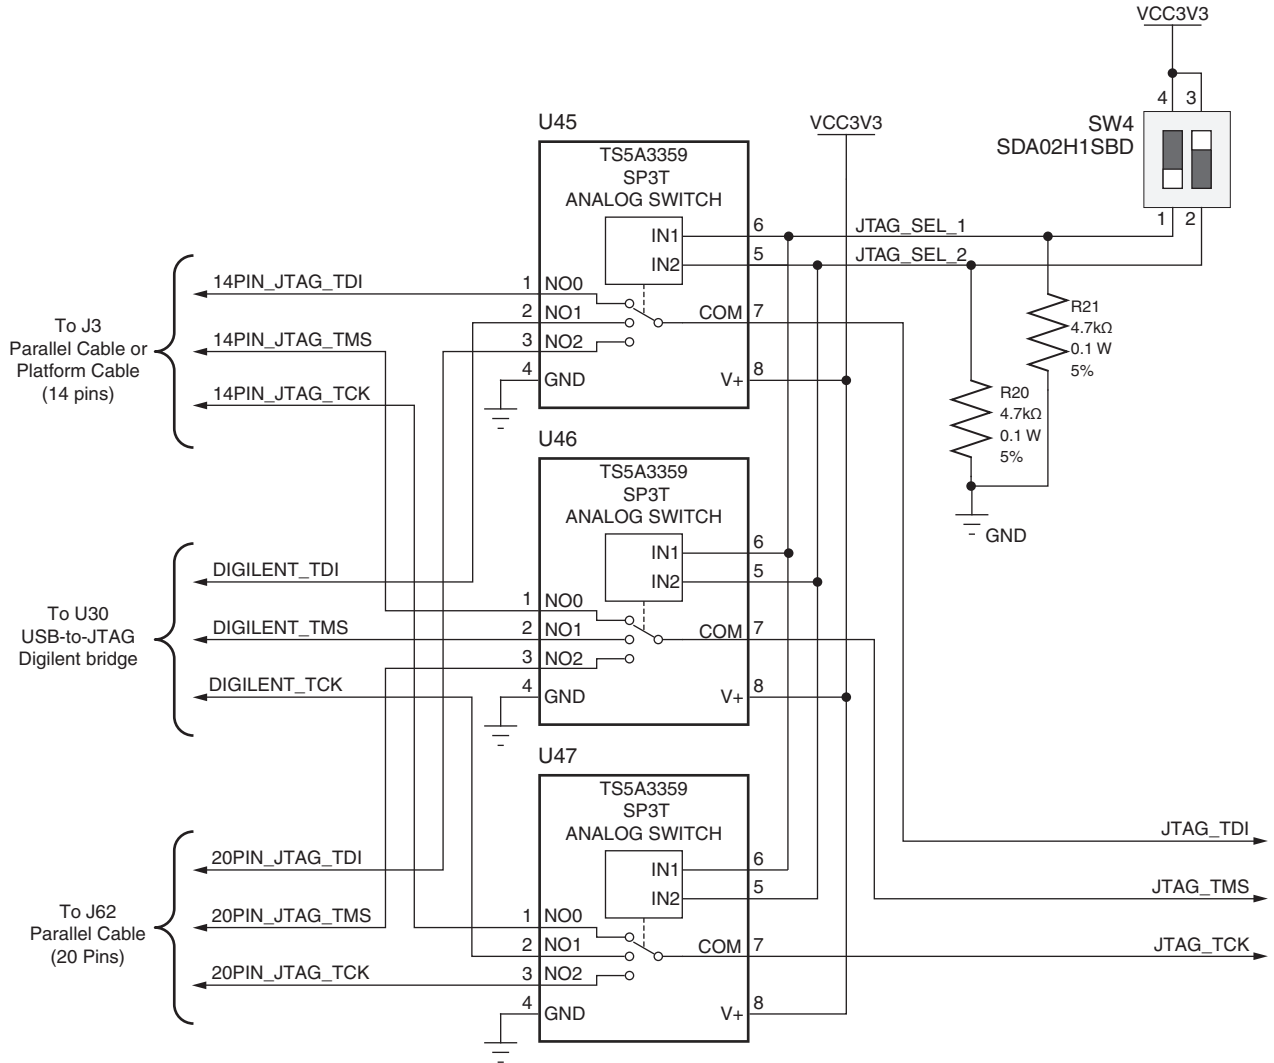 VCC3V3
4 3
SW4
SDA02H1SBD
1 2
VCC3V3
U45
TS5A3359
SP3T
ANALOG SWITCH
IN1 6 JTAG_SEL_1
IN2 5 JTAG_SEL_2
1 NO0
2 NO1
3 NO2
COM 7
4 GND
V+ 8
R21
4.7kΩ
0.1 W
5%
R20
4.7kΩ
0.1 W
5%
GND
To J3
Parallel Cable or
Platform Cable
(14 pins)
14PIN_JTAG_TDI
14PIN_JTAG_TMS
14PIN_JTAG_TCK
U46
TS5A3359
SP3T
ANALOG SWITCH
IN1 6
IN2 5
1 NO0
2 NO1
3 NO2
COM 7
4 GND
V+ 8
To U30
USB-to-JTAG
Digilent bridge
DIGILENT_TDI
DIGILENT_TMS
DIGILENT_TCK
U47
TS5A3359
SP3T
ANALOG SWITCH
IN1 6
IN2 5
1 NO0
2 NO1
3 NO2
COM 7
4 GND
V+ 8
To J62
Parallel Cable
(20 Pins)
20PIN_JTAG_TDI
20PIN_JTAG_TMS
20PIN_JTAG_TCK
JTAG_TDI
JTAG_TMS
JTAG_TCK